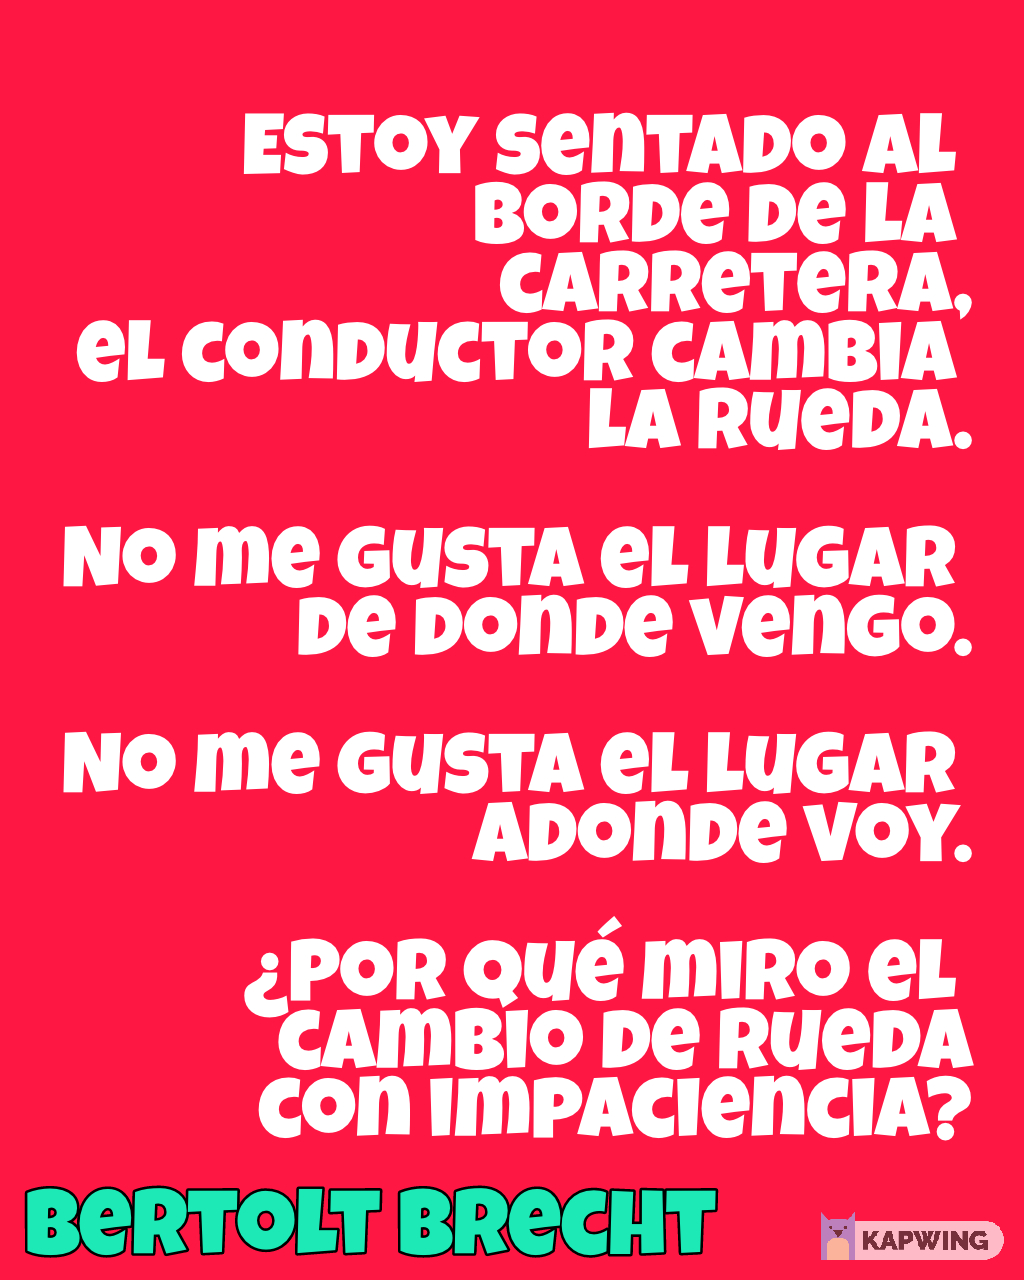 Estoy sentado al
borde de la
carretera,
el conductor cambia
la rueda.
No me gusta el lugar
de donde vengo.
No me gusta el lugar
adonde voy.
¿Por qué miro el
cambio de rueda
con impaciencia?
Bertolt Brecht
KAPWING